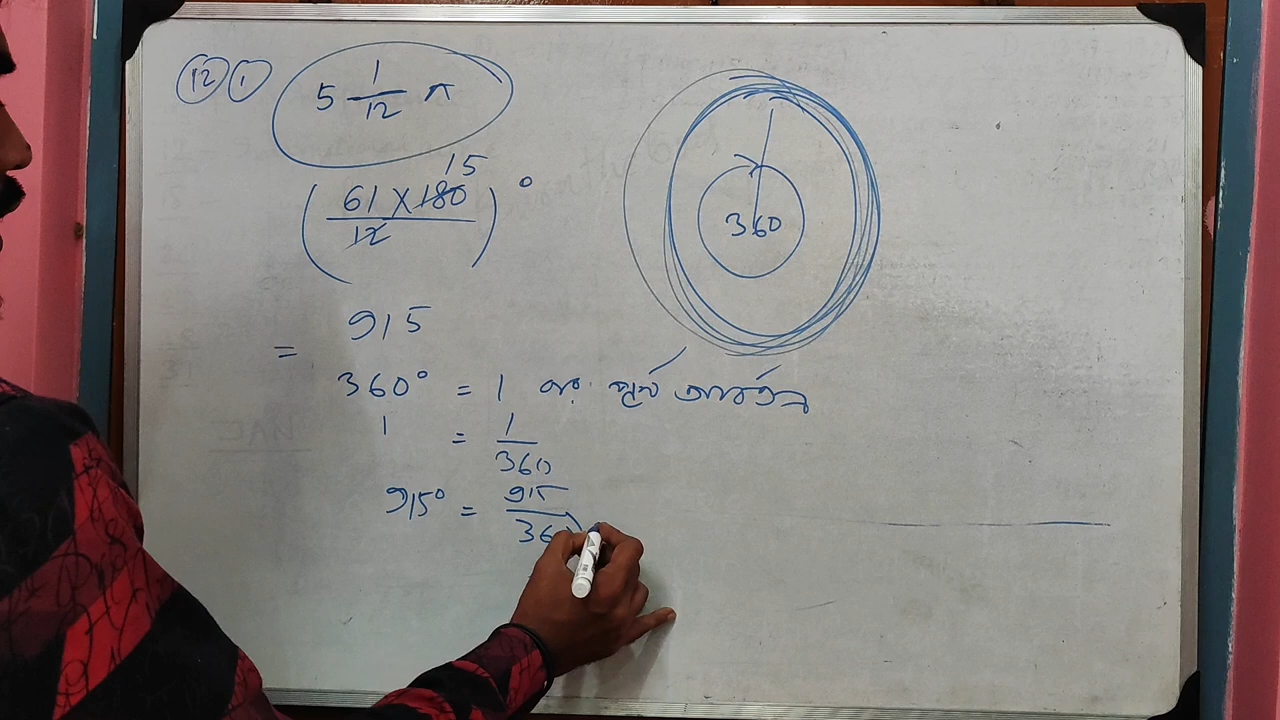 12 1 5 1/12 π
15
( 61 × 180 / 12 ) °
360
= 915
360° = 1 বার পূর্ণ আবর্তন
1 = 1/360
915° = 915/360